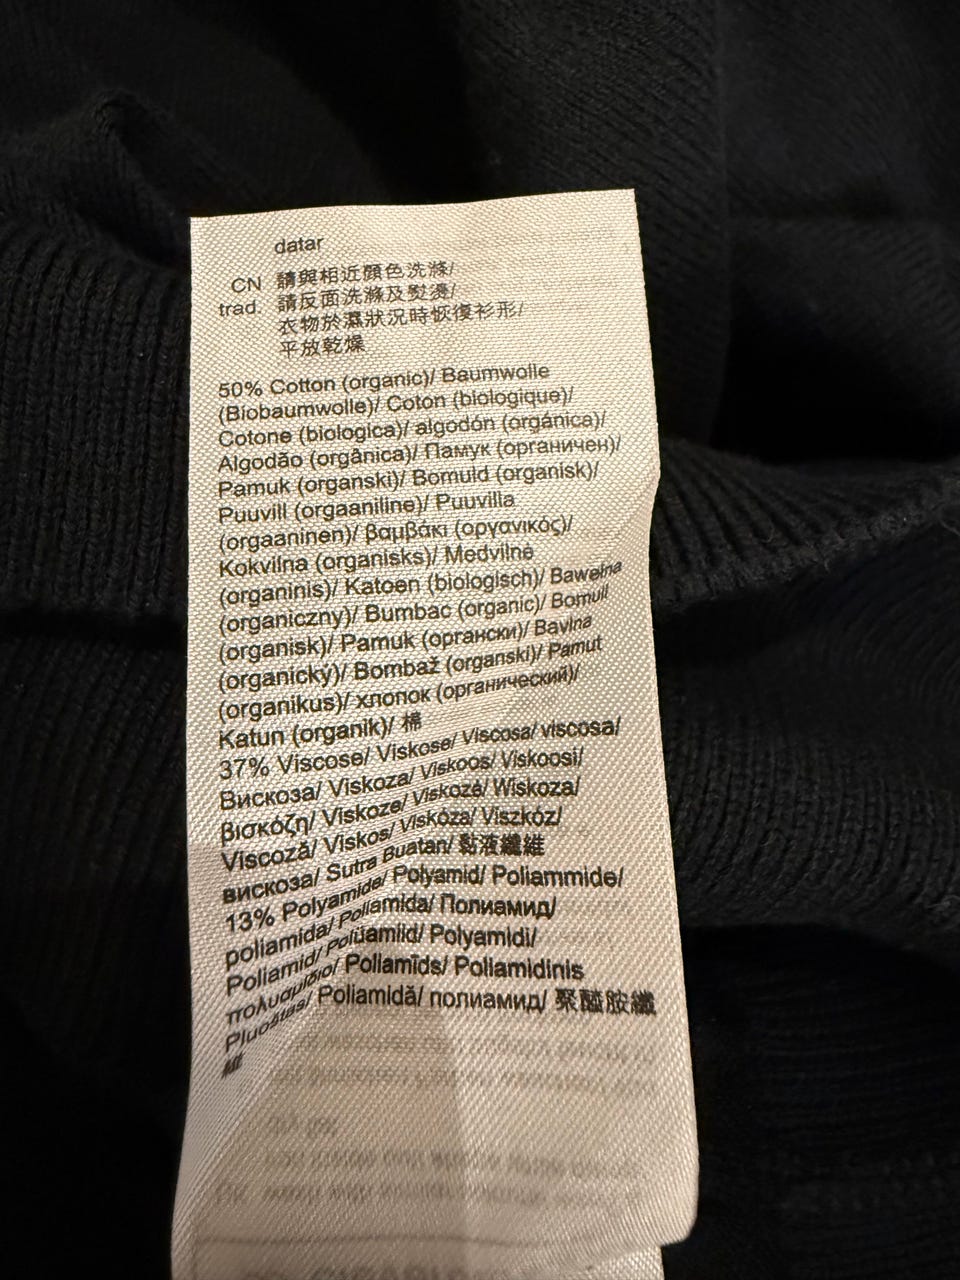 datar
CN 請與相近顏色洗滌/
trad. 請反面洗滌及熨燙/
衣物於濕狀況時恢復衫形/
平放乾燥
50% Cotton (organic)/ Baumwolle
(Biobaumwolle)/ Coton (biologique)/
Cotone (biologica)/ algodón (orgánica)/
Algodão (orgânica)/ Памук (органичен)/
Pamuk (organski)/ Bomuld (organisk)/
Puuvill (orgaaniline)/ Puuvilla
(orgaaninen)/ βαμβάκι (οργανικός)/
Kokvilna (organisks)/ Medvilnė
(organinis)/ Katoen (biologisch)/ Bawełna
(organiczny)/ Bumbac (organic)/ Bomull
(organisk)/ Pamuk (органски)/ Bavlna
(organický)/ Bombaž (organski)/ Pamut
(organikus)/ хлопок (органический)/
Katun (organik)/ 棉
37% Viscose/ Viskose/ Viscosa/ viscosa/
Вискоза/ Viskoza/ Viskoos/ Viskoosi/
βισκόζη/ Viskoze/ Viskozė/ Wiskoza/
Viscoză/ Viskos/ Viskóza/ Viszkóz/
вискоза/ Sutra Buatan/ 黏液纖維
13% Polyamide/ Polyamid/ Poliammide/
poliamida/ Poliamida/ Полиамид/
Poliamid/ Polüamiid/ Polyamidi/
πολυαμίδιο/ Poliamīds/ Poliamidinis
Pluoštas/ Poliamidă/ полиамид/ 聚醯胺纖
維